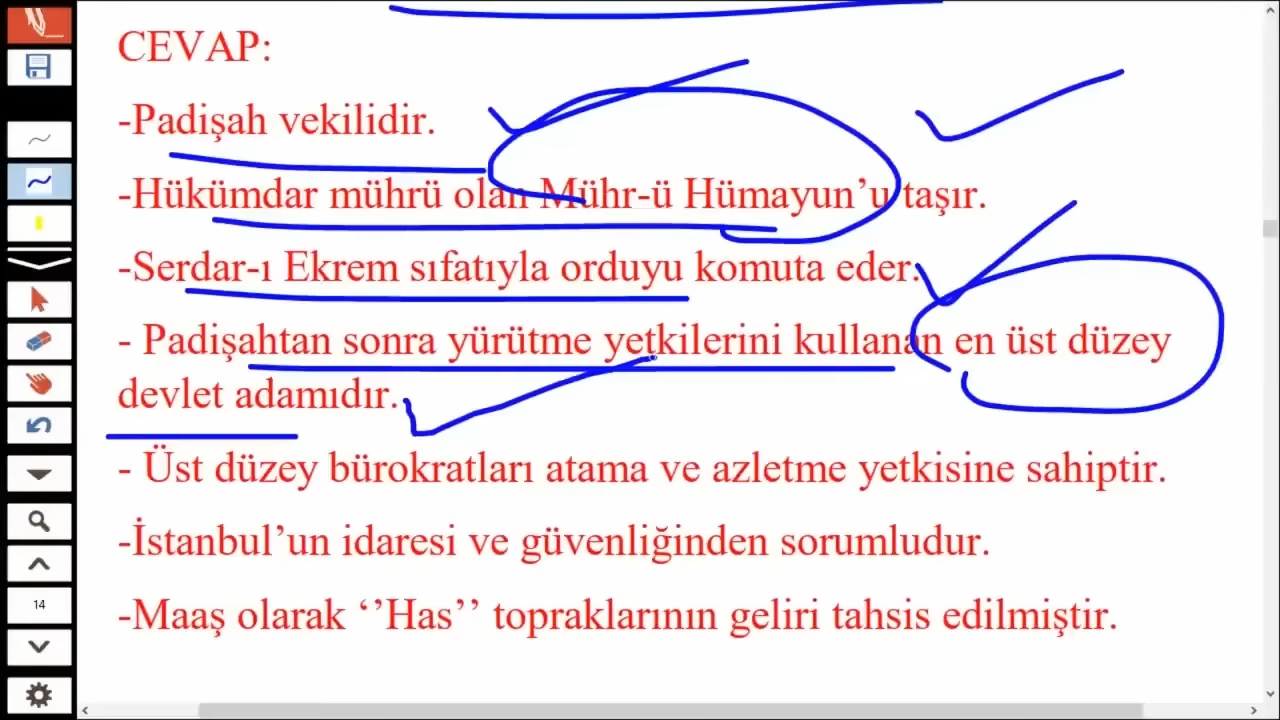 CEVAP:
-Padişah vekilidir.
-Hükümdar mührü olan Mühr-ü Hümayun’u taşır.
-Serdar-ı Ekrem sıfatıyla orduyu komuta eder.
- Padişahtan sonra yürütme yetkilerini kullanan en üst düzey
devlet adamıdır.
- Üst düzey bürokratları atama ve azletme yetkisine sahiptir.
-İstanbul’un idaresi ve güvenliğinden sorumludur.
14
-Maaş olarak ‘’Has’’ topraklarının geliri tahsis edilmiştir.